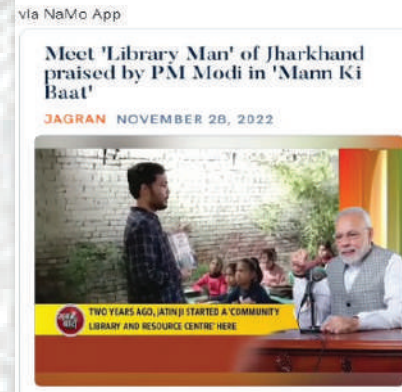 via NaMo App
Meet 'Library Man' of Jharkhand
praised by PM Modi in 'Mann Ki
Baat'
JAGRAN NOVEMBER 28, 2022
मन की
बात
TWO YEARS AGO, JATIN JI STARTED A 'COMMUNITY
LIBRARY AND RESOURCE CENTRE' HERE